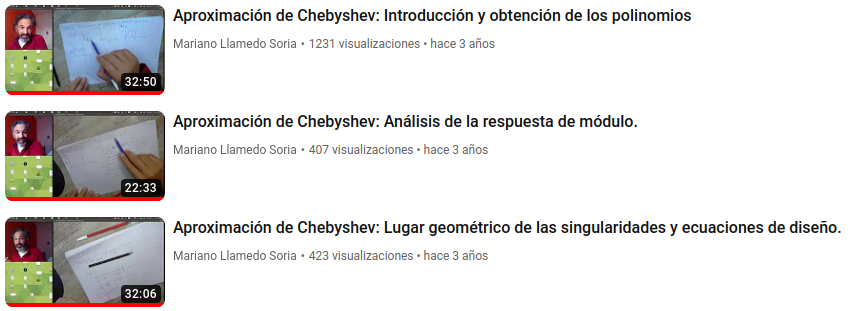 Aproximación de Chebyshev: Introducción y obtención de los polinomios
Mariano Llamedo Soria • 1231 visualizaciones • hace 3 años
32:50
Aproximación de Chebyshev: Análisis de la respuesta de módulo.
Mariano Llamedo Soria • 407 visualizaciones • hace 3 años
22:33
Aproximación de Chebyshev: Lugar geométrico de las singularidades y ecuaciones de diseño.
Mariano Llamedo Soria • 423 visualizaciones • hace 3 años
32:06